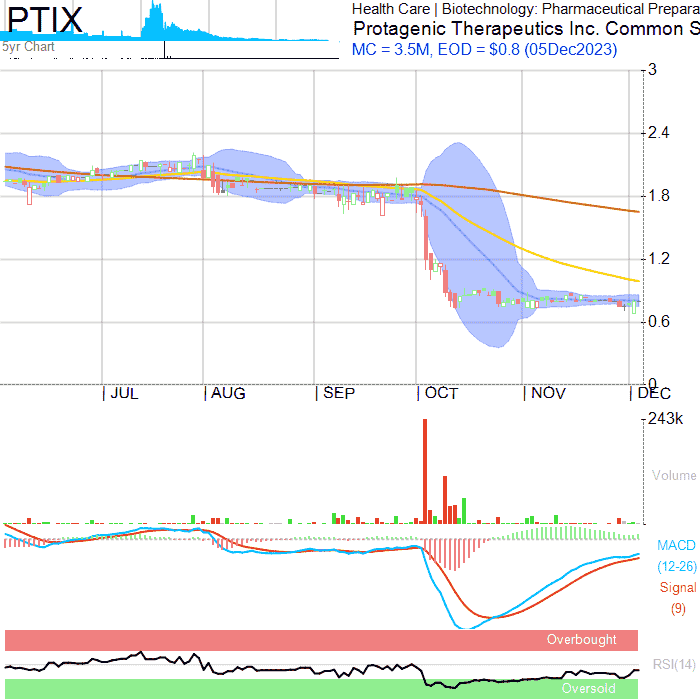 PTIX
5yr Chart
Health Care | Biotechnology: Pharmaceutical Prepara
Protagenic Therapeutics Inc. Common S
MC = 3.5M, EOD = $0.8 (05Dec2023)
3
2.4
1.8
1.2
0.6
0
JUL AUG SEP OCT NOV DEC
243k
Volume
MACD
(12-26)
Signal
(9)
Overbought
RSI(14)
Oversold